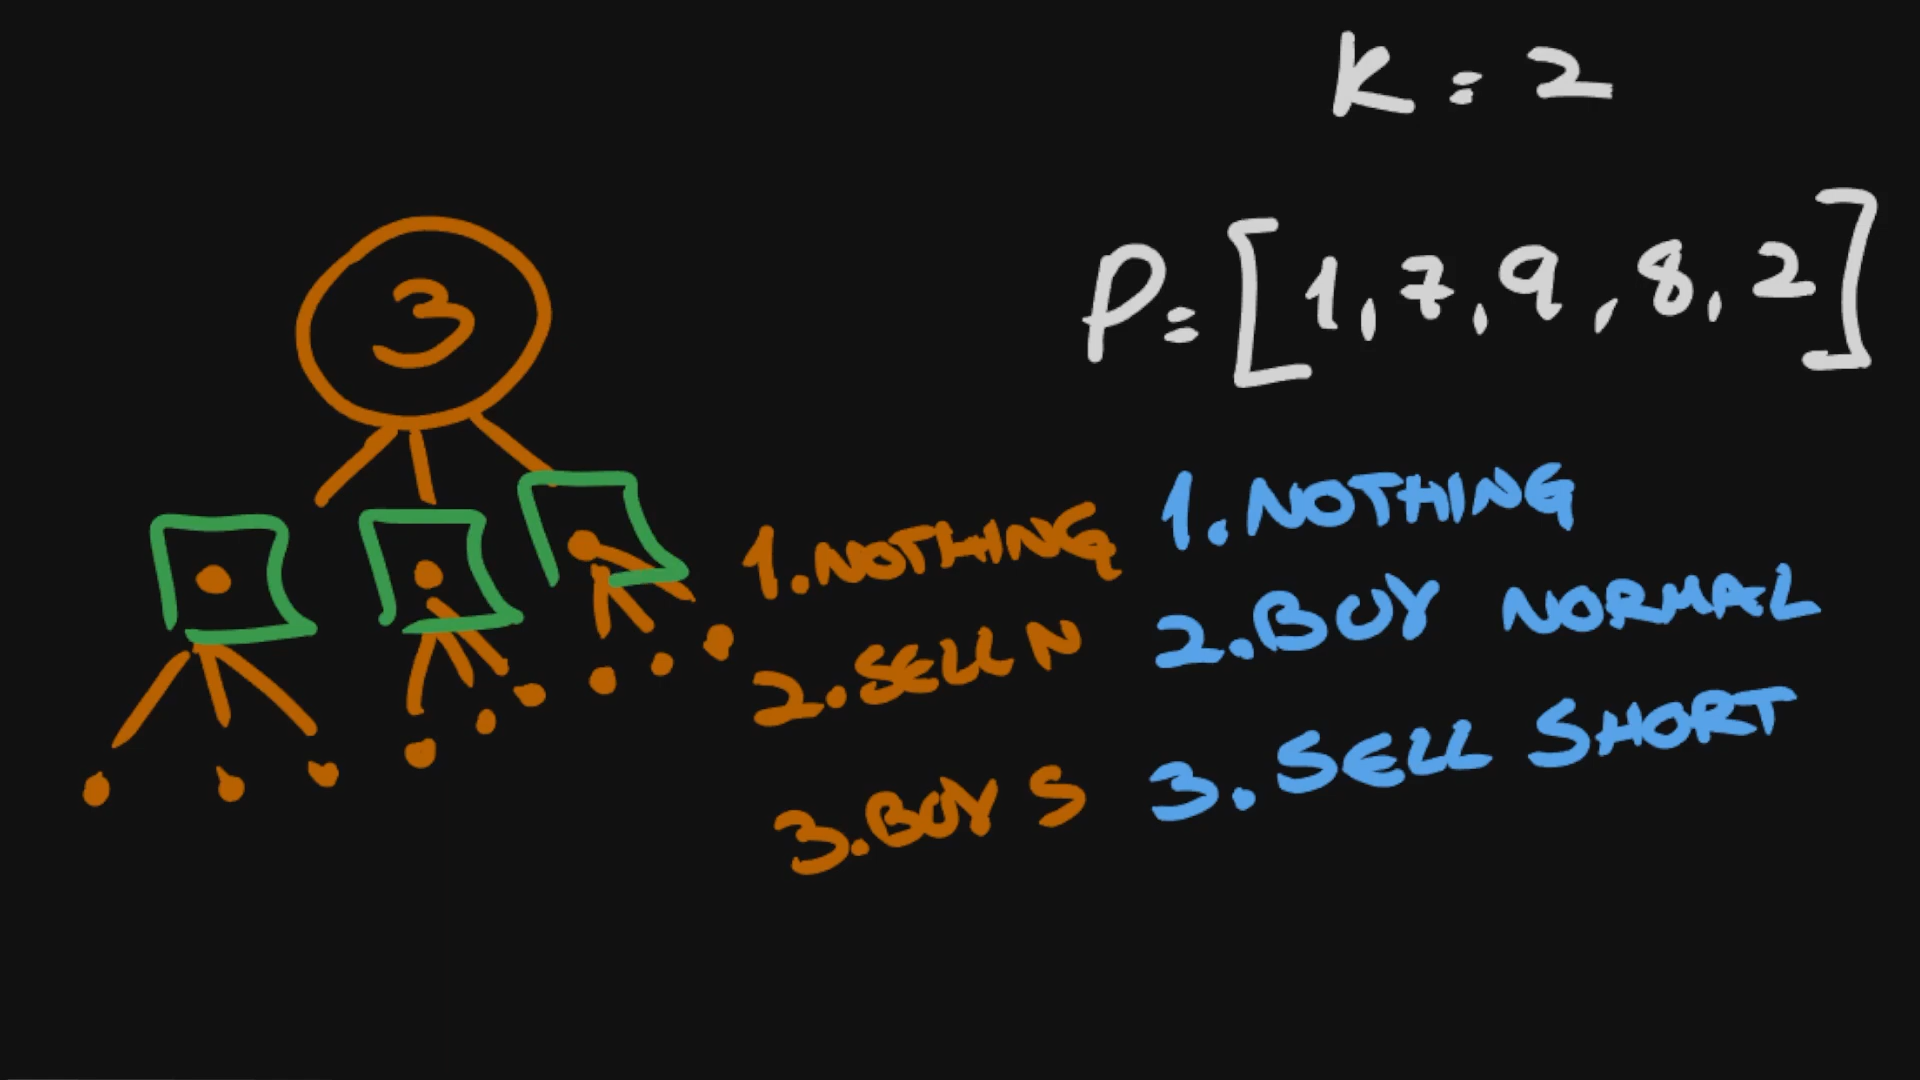 K = 2
P = [1, 7, 9, 8, 2]
3
1. NOTHING
2. SELL N
3. BUY S
1. NOTHING
2. BUY NORMAL
3. SELL SHORT